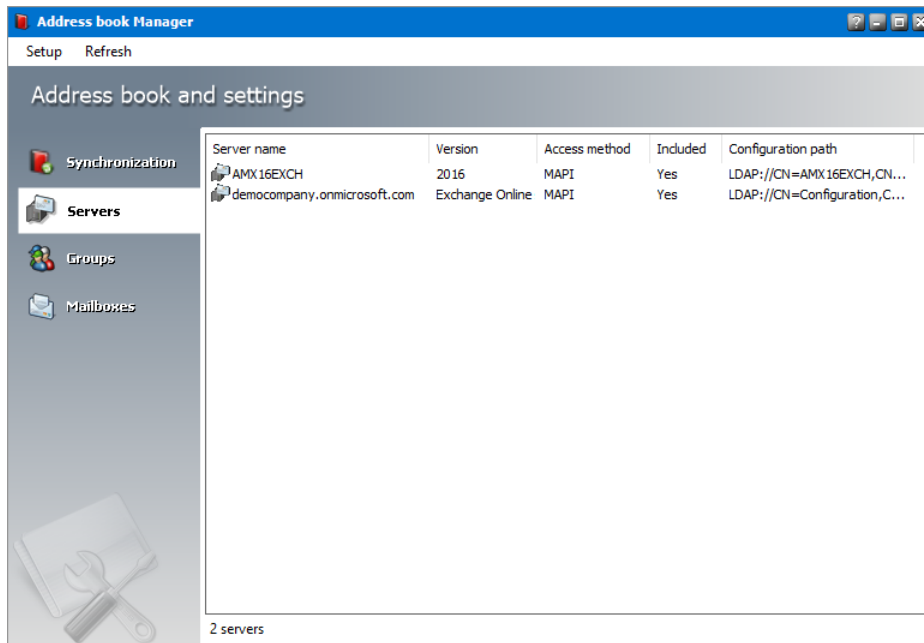 Address book Manager
Setup Refresh
Address book and settings
Synchronization
Servers
Groups
Mailboxes
Server name Version Access method Included Configuration path
AMX16EXCH 2016 MAPI Yes LDAP://CN=AMX16EXCH,CN...
democompany.onmicrosoft.com Exchange Online MAPI Yes LDAP://CN=Configuration,C...
2 servers